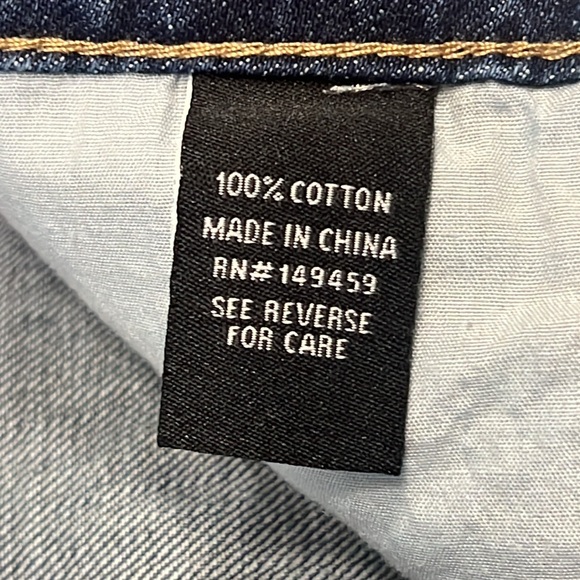 100% COTTON
MADE IN CHINA
RN# 149459
SEE REVERSE
FOR CARE